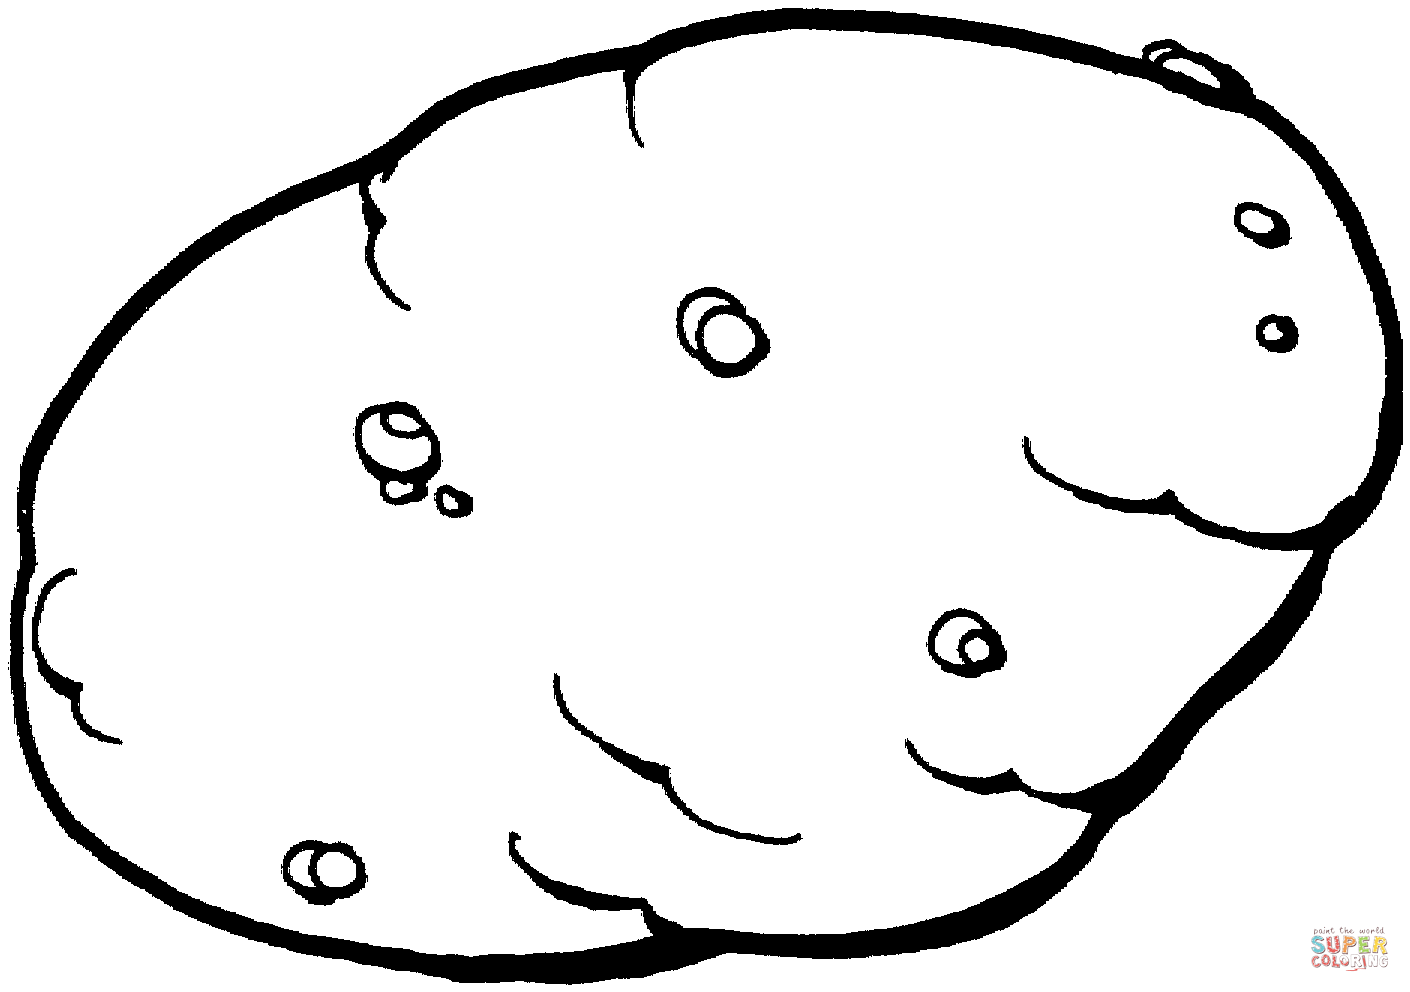 paint the world
SUPER
COLORING